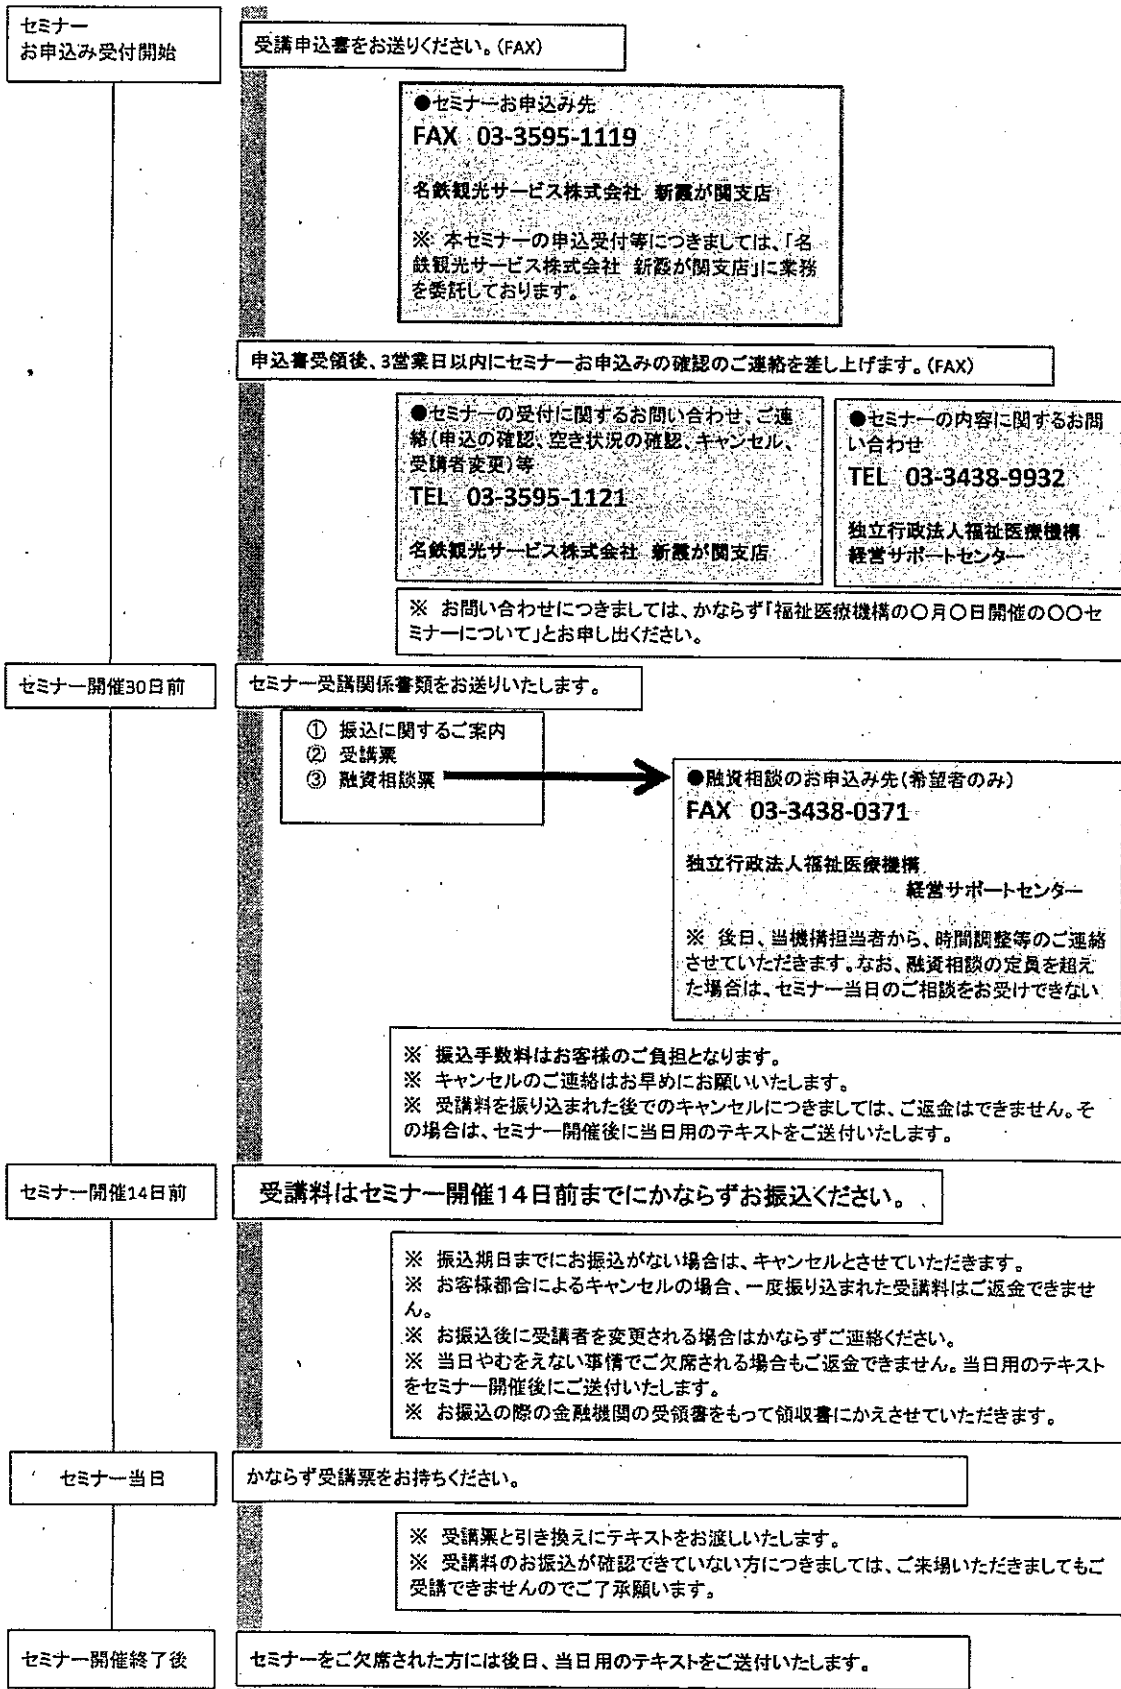 セミナー
お申込み受付開始
受講申込書をお送りください。(FAX)
●セミナーお申込み先
FAX 03-3595-1119
名鉄観光サービス株式会社 新霞が関支店
※ 本セミナーの申込受付等につきましては、「名
鉄観光サービス株式会社 新霞が関支店」に業務
を委託しております。
申込書受領後、3営業日以内にセミナーお申込みの確認のご連絡を差し上げます。(FAX)
●セミナーの受付に関するお問い合わせ、ご連
絡(申込の確認、空き状況の確認、キャンセル、
受講者変更)等
TEL 03-3595-1121
名鉄観光サービス株式会社 新霞が関支店
●セミナーの内容に関するお問
い合わせ
TEL 03-3438-9932
独立行政法人福祉医療機構
経営サポートセンター
※ お問い合わせにつきましては、かならず「福祉医療機構の〇月〇日開催の〇〇セ
ミナーについて」とお申し出ください。
セミナー開催30日前
セミナー受講関係書類をお送りいたします。
① 振込に関するご案内
② 受講票
③ 融資相談票
●融資相談のお申込み先(希望者のみ)
FAX 03-3438-0371
独立行政法人福祉医療機構
経営サポートセンター
※ 後日、当機構担当者から、時間調整等のご連絡
させていただきます。なお、融資相談の定員を超え
た場合は、セミナー当日のご相談をお受けできない
※ 振込手数料はお客様のご負担となります。
※ キャンセルのご連絡はお早めにお願いいたします。
※ 受講料を振り込まれた後でのキャンセルにつきましては、ご返金はできません。そ
の場合は、セミナー開催後に当日用のテキストをご送付いたします。
セミナー開催14日前
受講料はセミナー開催14日前までにかならずお振込ください。
※ 振込期日までにお振込がない場合は、キャンセルとさせていただきます。
※ お客様都合によるキャンセルの場合、一度振り込まれた受講料はご返金できませ
ん。
※ お振込後に受講者を変更される場合はかならずご連絡ください。
※ 当日やむをえない事情でご欠席される場合もご返金できません。当日用のテキスト
をセミナー開催後にご送付いたします。
※ お振込の際の金融機関の受領書をもって領収書にかえさせていただきます。
セミナー当日
かならず受講票をお持ちください。
※ 受講票と引き換えにテキストをお渡しいたします。
※ 受講料のお振込が確認できていない方につきましては、ご来場いただきましてもご
受講できませんのでご了承願います。
セミナー開催終了後
セミナーをご欠席された方には後日、当日用のテキストをご送付いたします。